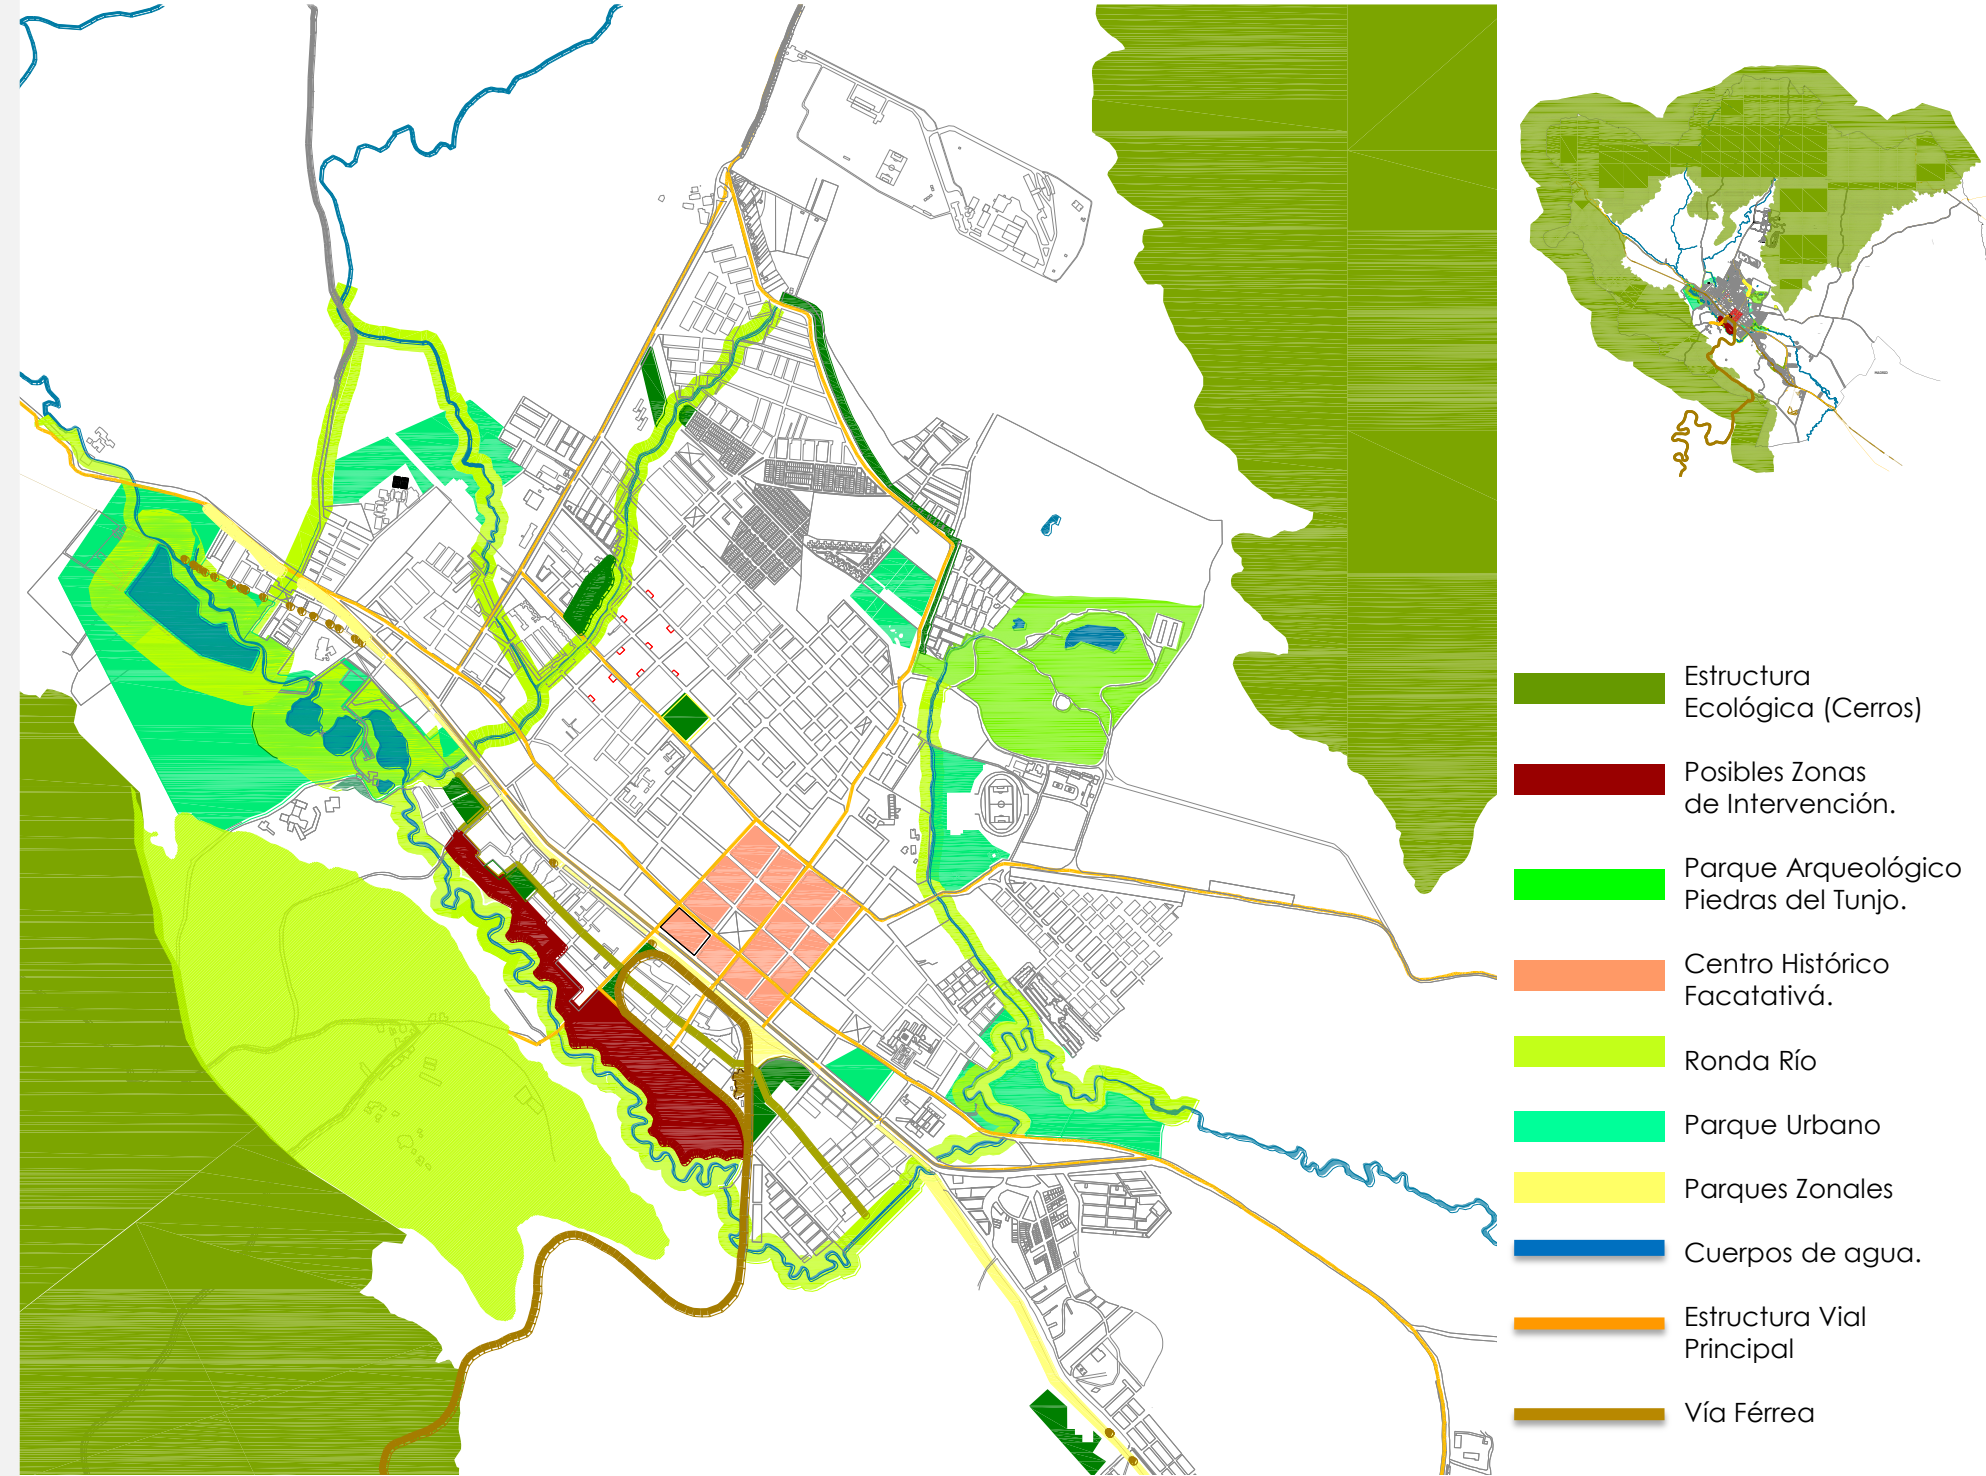 Estructura
Ecológica (Cerros)
Posibles Zonas
de Intervención.
Parque Arqueológico
Piedras del Tunjo.
Centro Histórico
Facatativá.
Ronda Río
Parque Urbano
Parques Zonales
Cuerpos de agua.
Estructura Vial
Principal
Vía Férrea